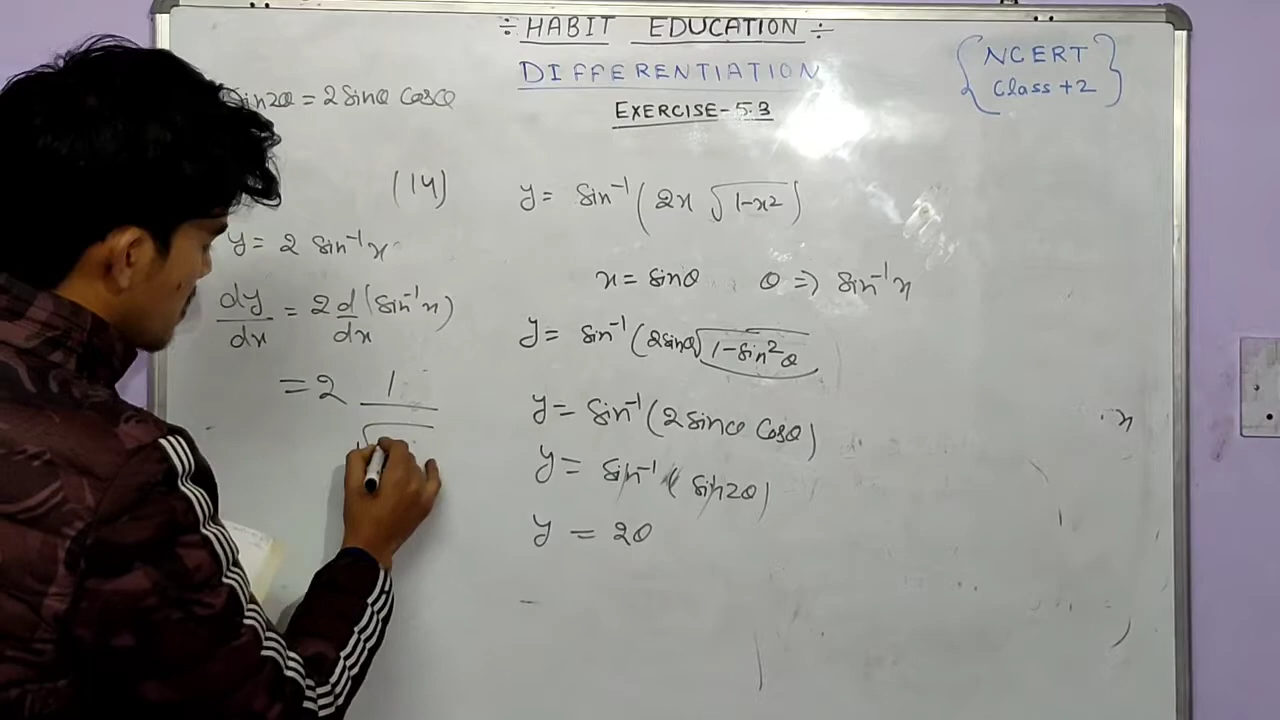 ÷ HABIT EDUCATION ÷
DIFFERENTIATION
EXERCISE-5.3
{ NCERT
Class +2 }
Sin2θ = 2 Sinθ Cosθ
(14)
y = Sin⁻¹(2x √(1-x²))
x = Sinθ θ ⇒ Sin⁻¹x
y = Sin⁻¹(2Sinθ √(1-Sin²θ))
y = Sin⁻¹(2 Sinθ Cosθ)
y = Sin⁻¹(Sin2θ)
y = 2θ
y = 2 Sin⁻¹x
dy/dx = 2 d/dx (Sin⁻¹x)
= 2 1/√
x